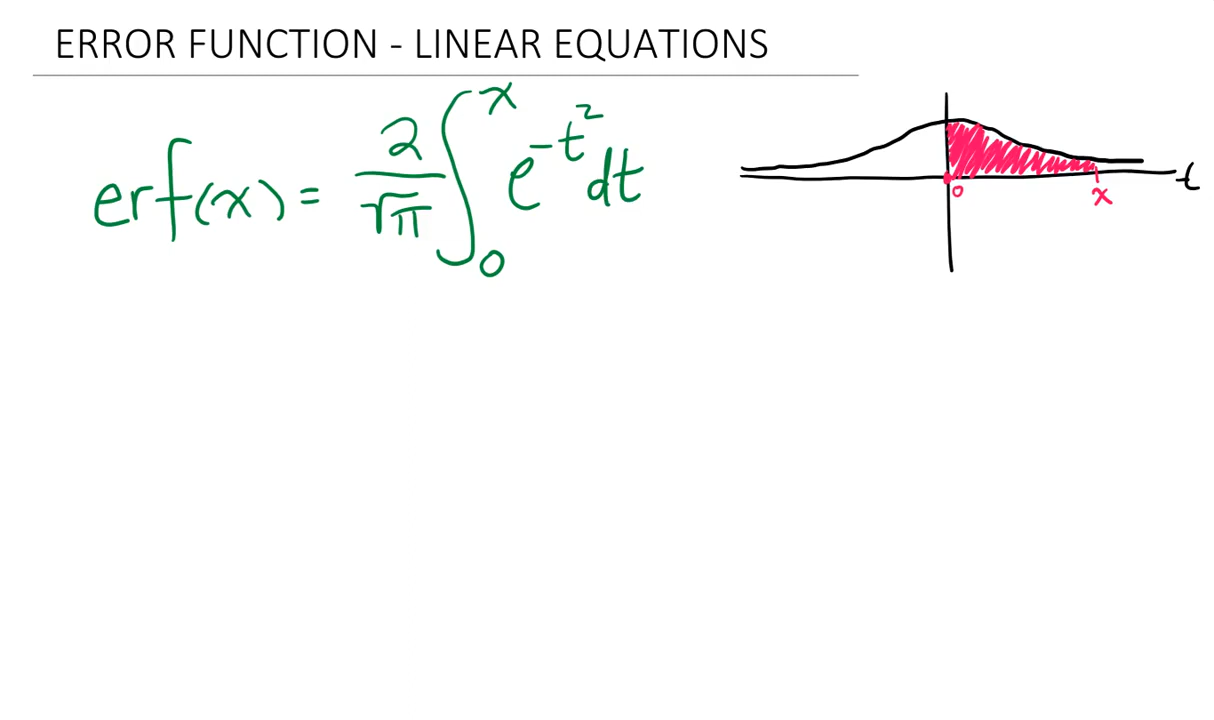 ERROR FUNCTION - LINEAR EQUATIONS
erf(x) = 2/√π ∫₀ˣ e^-t² dt
t
0
x